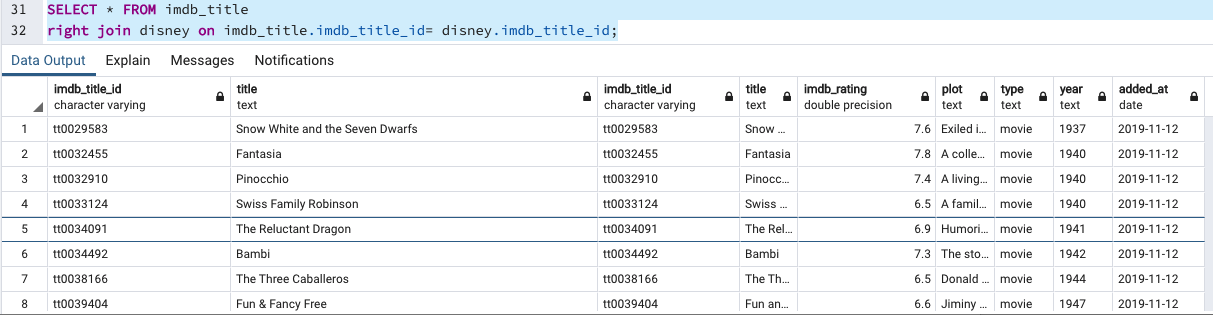 31 SELECT * FROM imdb_title
32 right join disney on imdb_title.imdb_title_id= disney.imdb_title_id;
Data Output Explain Messages Notifications
imdb_title_id title imdb_title_id title imdb_rating plot type year added_at
character varying text character varying text double precision text text text date
1 tt0029583 Snow White and the Seven Dwarfs tt0029583 Snow ... 7.6 Exiled i... movie 1937 2019-11-12
2 tt0032455 Fantasia tt0032455 Fantasia 7.8 A colle... movie 1940 2019-11-12
3 tt0032910 Pinocchio tt0032910 Pinocc... 7.4 A living... movie 1940 2019-11-12
4 tt0033124 Swiss Family Robinson tt0033124 Swiss ... 6.5 A famil... movie 1940 2019-11-12
5 tt0034091 The Reluctant Dragon tt0034091 The Rel... 6.9 Humori... movie 1941 2019-11-12
6 tt0034492 Bambi tt0034492 Bambi 7.3 The sto... movie 1942 2019-11-12
7 tt0038166 The Three Caballeros tt0038166 The Th... 6.5 Donald ... movie 1944 2019-11-12
8 tt0039404 Fun & Fancy Free tt0039404 Fun an... 6.6 Jiminy ... movie 1947 2019-11-12